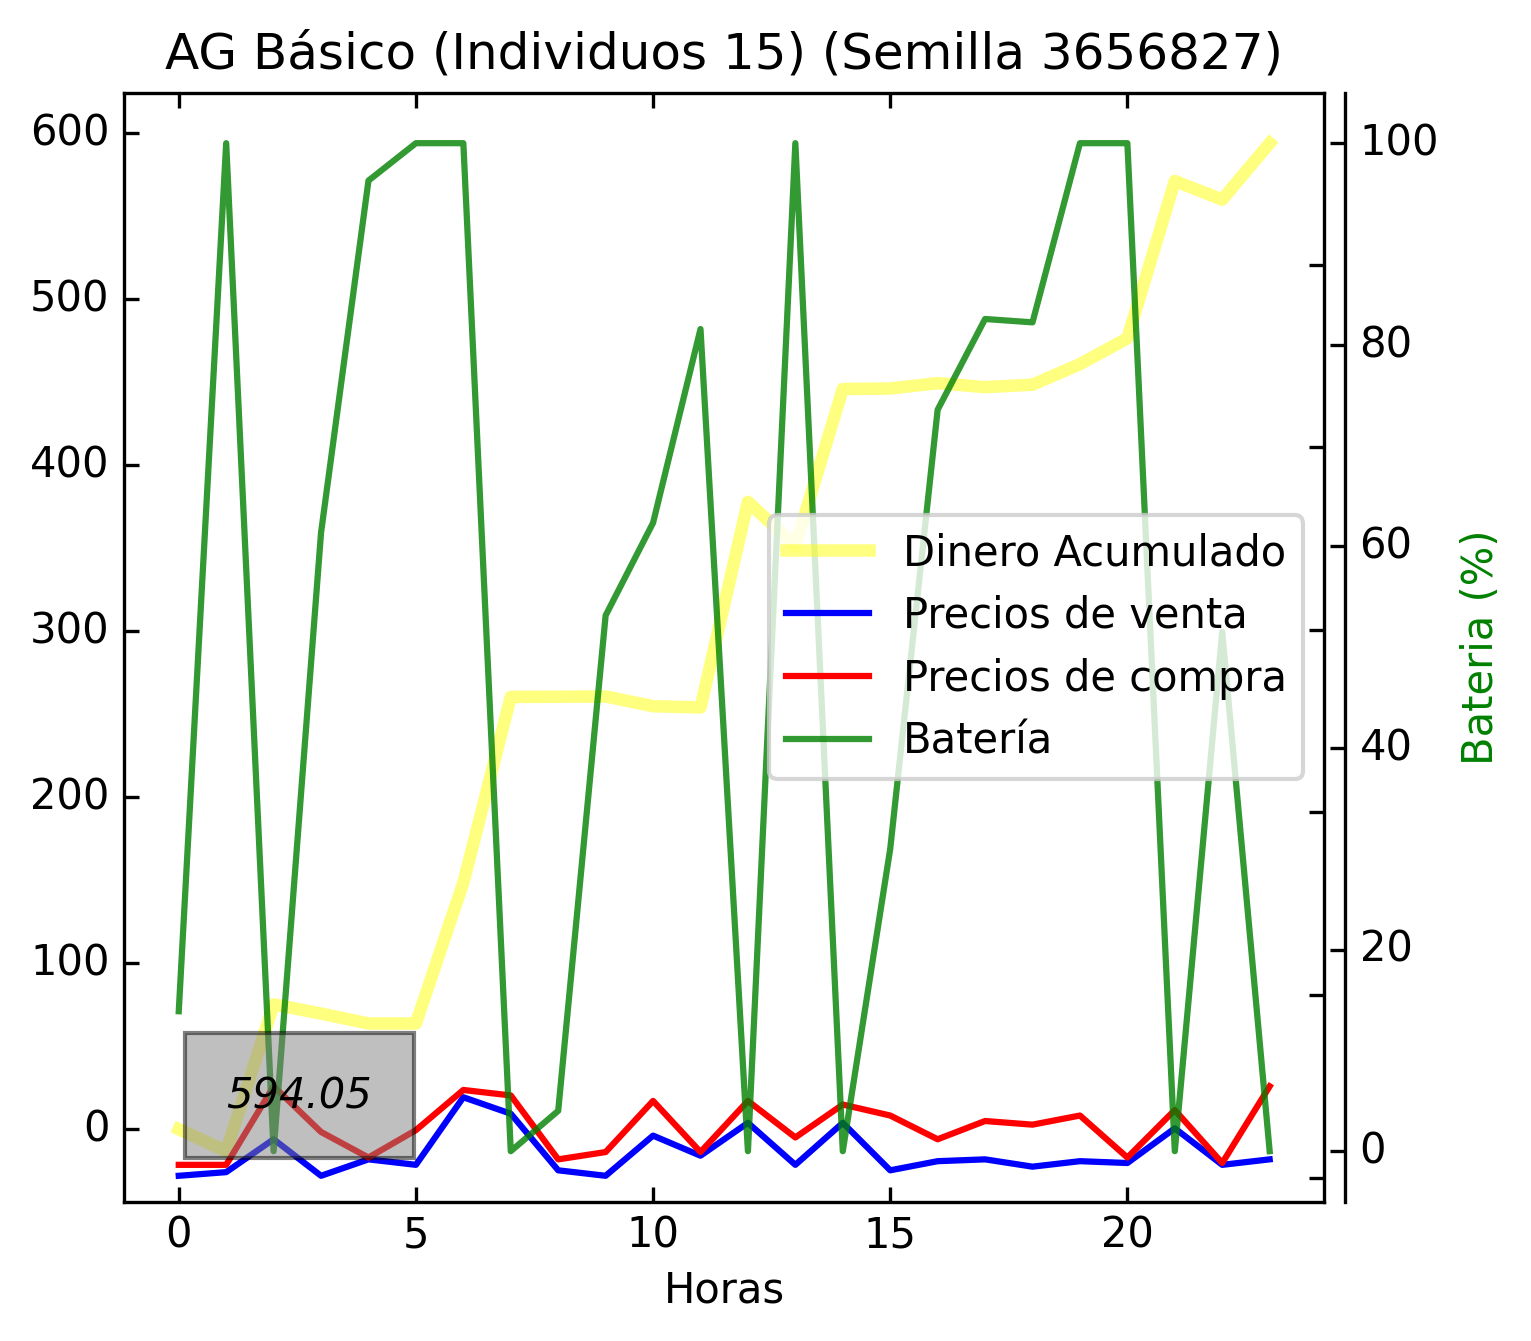 AG Básico (Individuos 15) (Semilla 3656827)
600
500
400
300
200
100
0
100
80
60
40
20
0
Bateria (%)
Dinero Acumulado
Precios de venta
Precios de compra
Batería
594.05
0 5 10 15 20
Horas